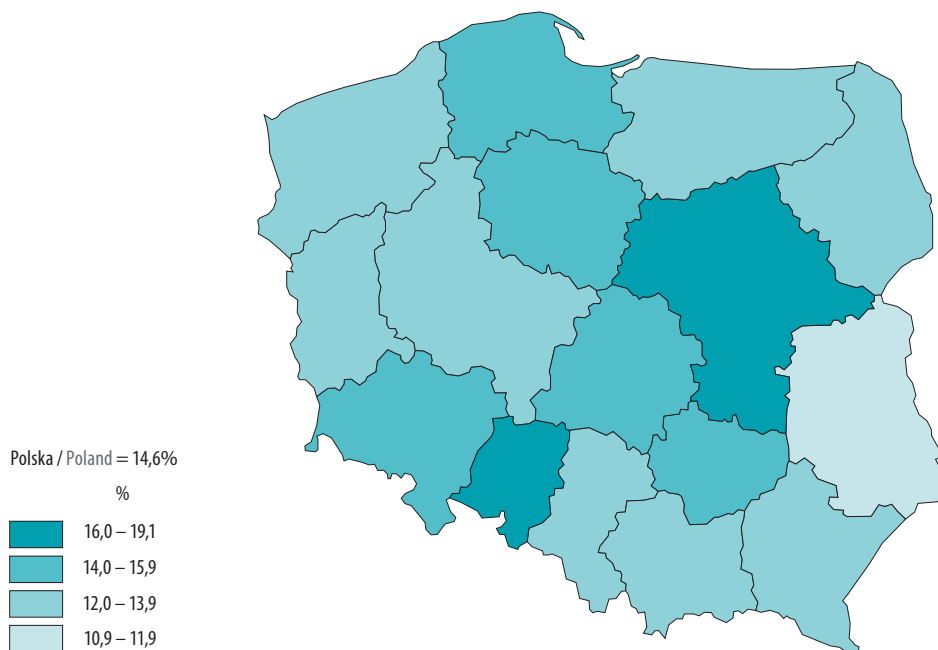 Polska / Poland = 14,6%
%
16,0 – 19,1
14,0 – 15,9
12,0 – 13,9
10,9 – 11,9